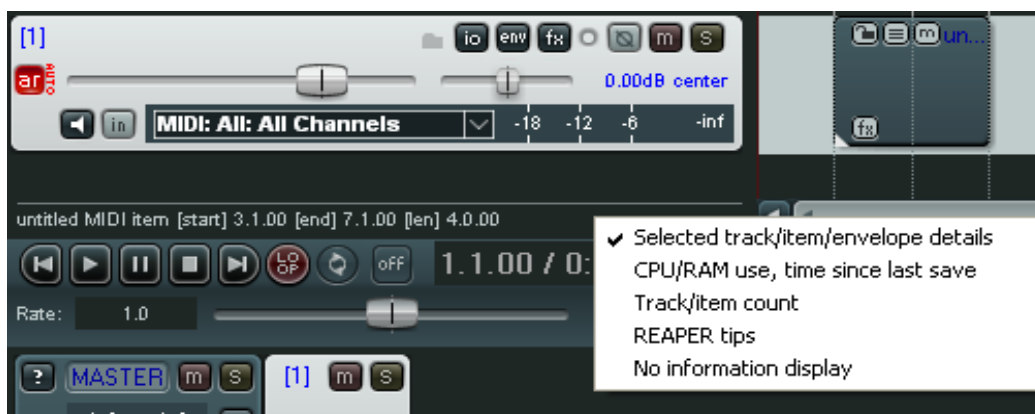 [1]
io env fx m S
ar AUTO
0.00dB center
in MIDI: All: All Channels
-18 -12 -6 -inf
m un...
fx
untitled MIDI item [start] 3.1.00 [end] 7.1.00 [len] 4.0.00
LOOP off 1.1.00 / 0:
Rate: 1.0
Selected track/item/envelope details
CPU/RAM use, time since last save
Track/item count
REAPER tips
No information display
? MASTER m S [1] m S